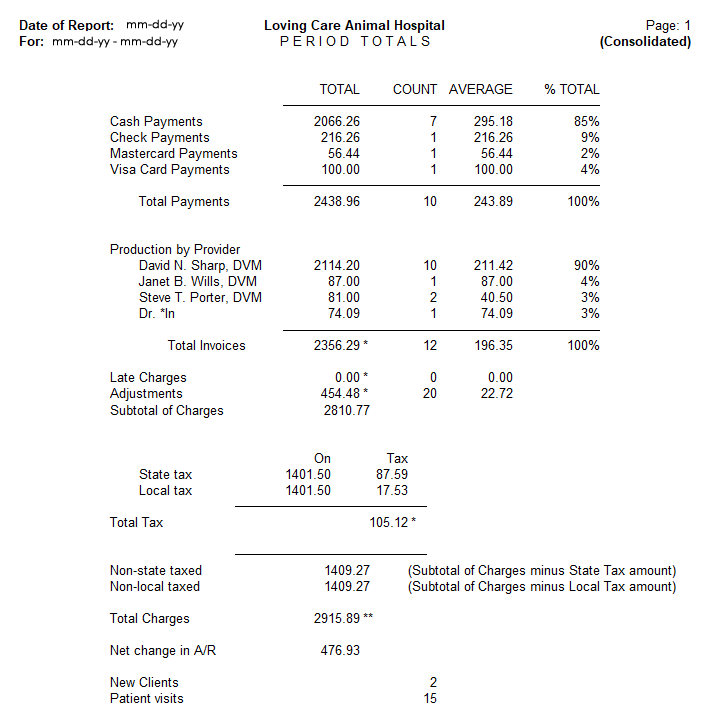 Date of Report: mm-dd-yy Loving Care Animal Hospital Page: 1
For: mm-dd-yy - mm-dd-yy PERIOD TOTALS (Consolidated)
TOTAL COUNT AVERAGE % TOTAL
Cash Payments 2066.26 7 295.18 85%
Check Payments 216.26 1 216.26 9%
Mastercard Payments 56.44 1 56.44 2%
Visa Card Payments 100.00 1 100.00 4%
Total Payments 2438.96 10 243.89 100%
Production by Provider
David N. Sharp, DVM 2114.20 10 211.42 90%
Janet B. Wills, DVM 87.00 1 87.00 4%
Steve T. Porter, DVM 81.00 2 40.50 3%
Dr. *In 74.09 1 74.09 3%
Total Invoices 2356.29 * 12 196.35 100%
Late Charges 0.00 * 0 0.00
Adjustments 454.48 * 20 22.72
Subtotal of Charges 2810.77
On Tax
State tax 1401.50 87.59
Local tax 1401.50 17.53
Total Tax 105.12 *
Non-state taxed 1409.27 (Subtotal of Charges minus State Tax amount)
Non-local taxed 1409.27 (Subtotal of Charges minus Local Tax amount)
Total Charges 2915.89 **
Net change in A/R 476.93
New Clients 2
Patient visits 15